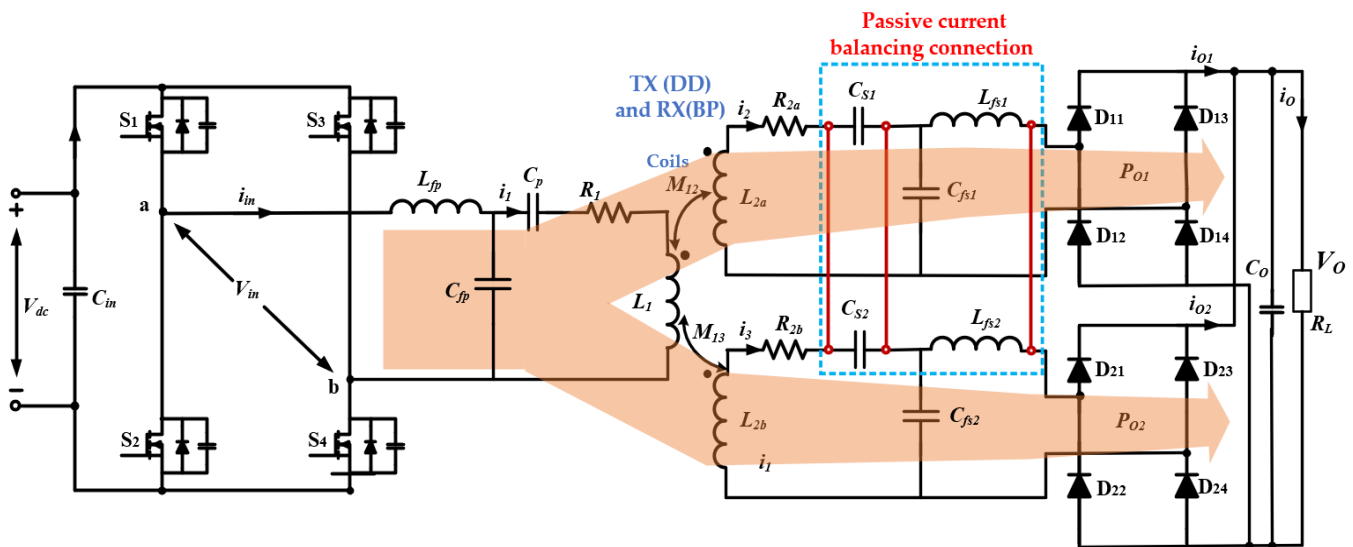 Passive current
balancing connection
TX (DD)
and RX(BP)
Coils
S1
S3
S2
S4
a
b
+
−
Vdc
Cin
Vin
iin
Lfp
Cfp
i1
Cp
R1
L1
M12
M13
i2
R2a
L2a
CS1
Lfs1
Cfs1
i3
R2b
L2b
i1
CS2
Lfs2
Cfs2
D11
D13
D12
D14
PO1
iO1
iO
D21
D23
D22
D24
PO2
iO2
CO
VO
RL